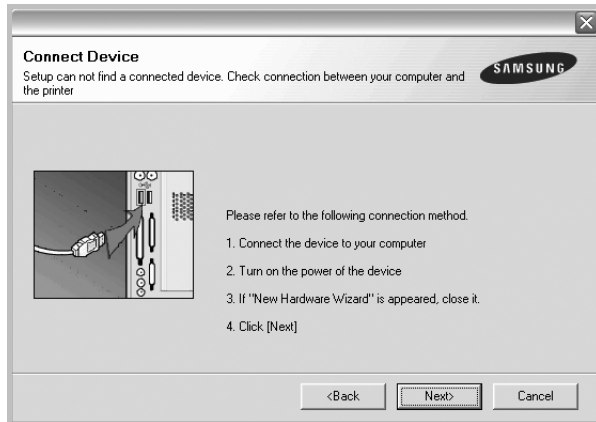 Connect Device
Setup can not find a connected device. Check connection between your computer and
the printer
SAMSUNG
Please refer to the following connection method.
1. Connect the device to your computer
2. Turn on the power of the device
3. If "New Hardware Wizard" is appeared, close it.
4. Click [Next]
<Back
Next>
Cancel